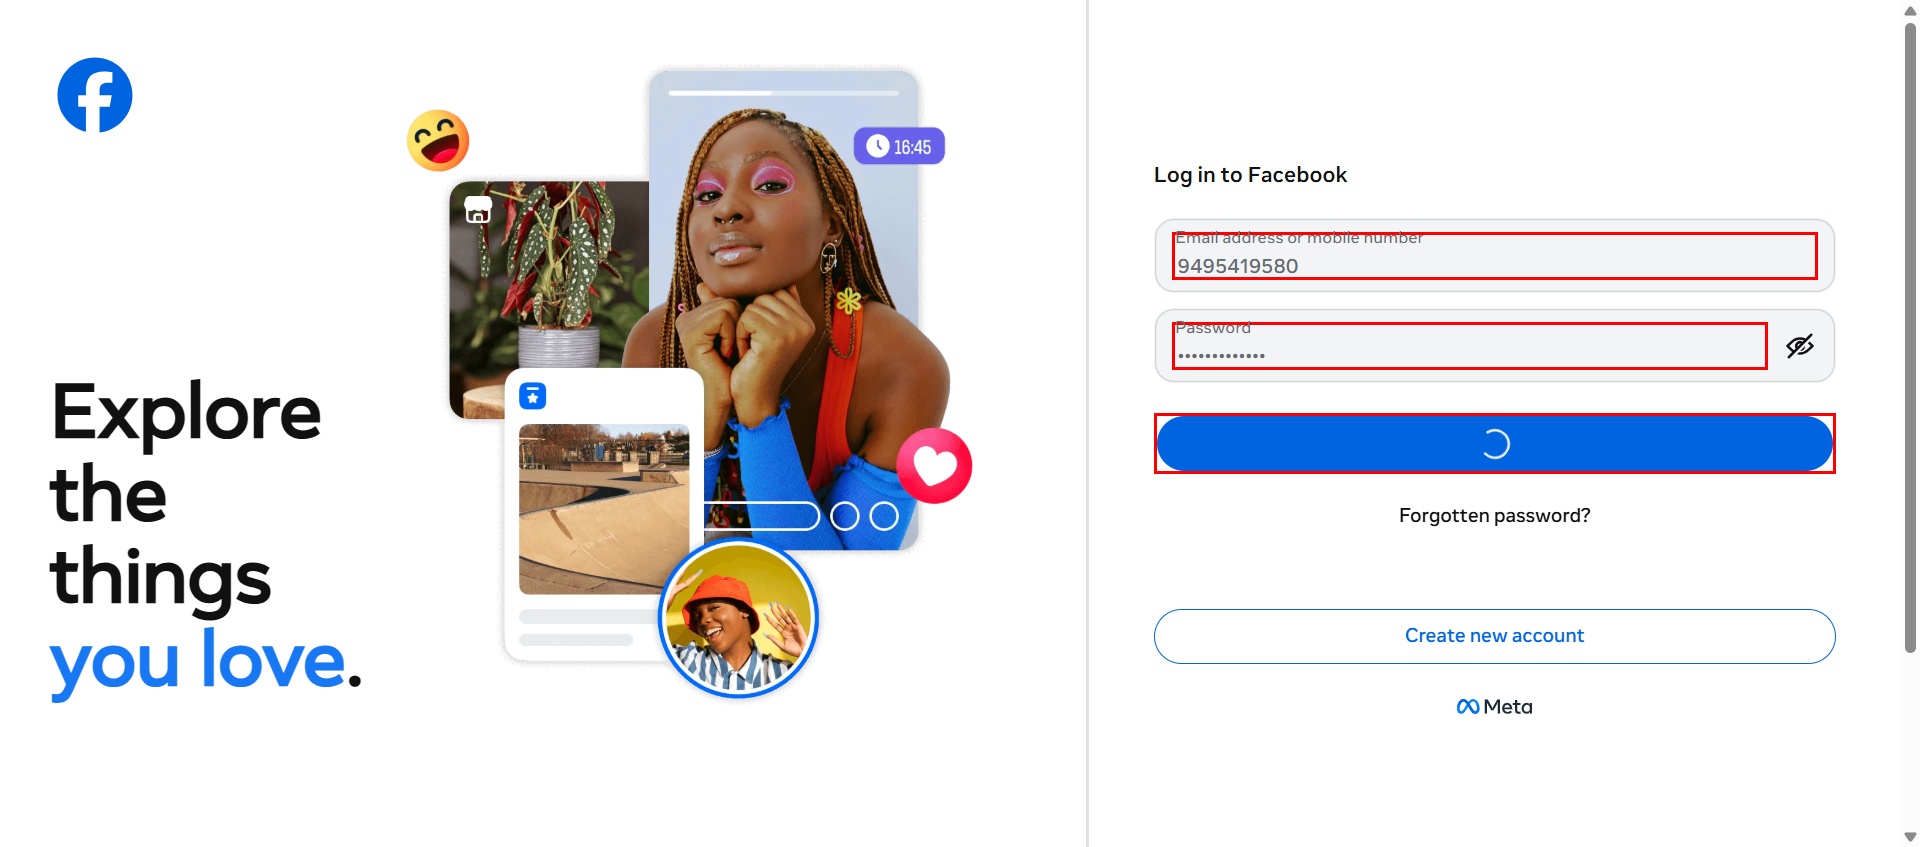 16:45
Explore
the
things
you love.
Log in to Facebook
Email address or mobile number
9495419580
Password
•••••••••••••
Forgotten password?
Create new account
Meta